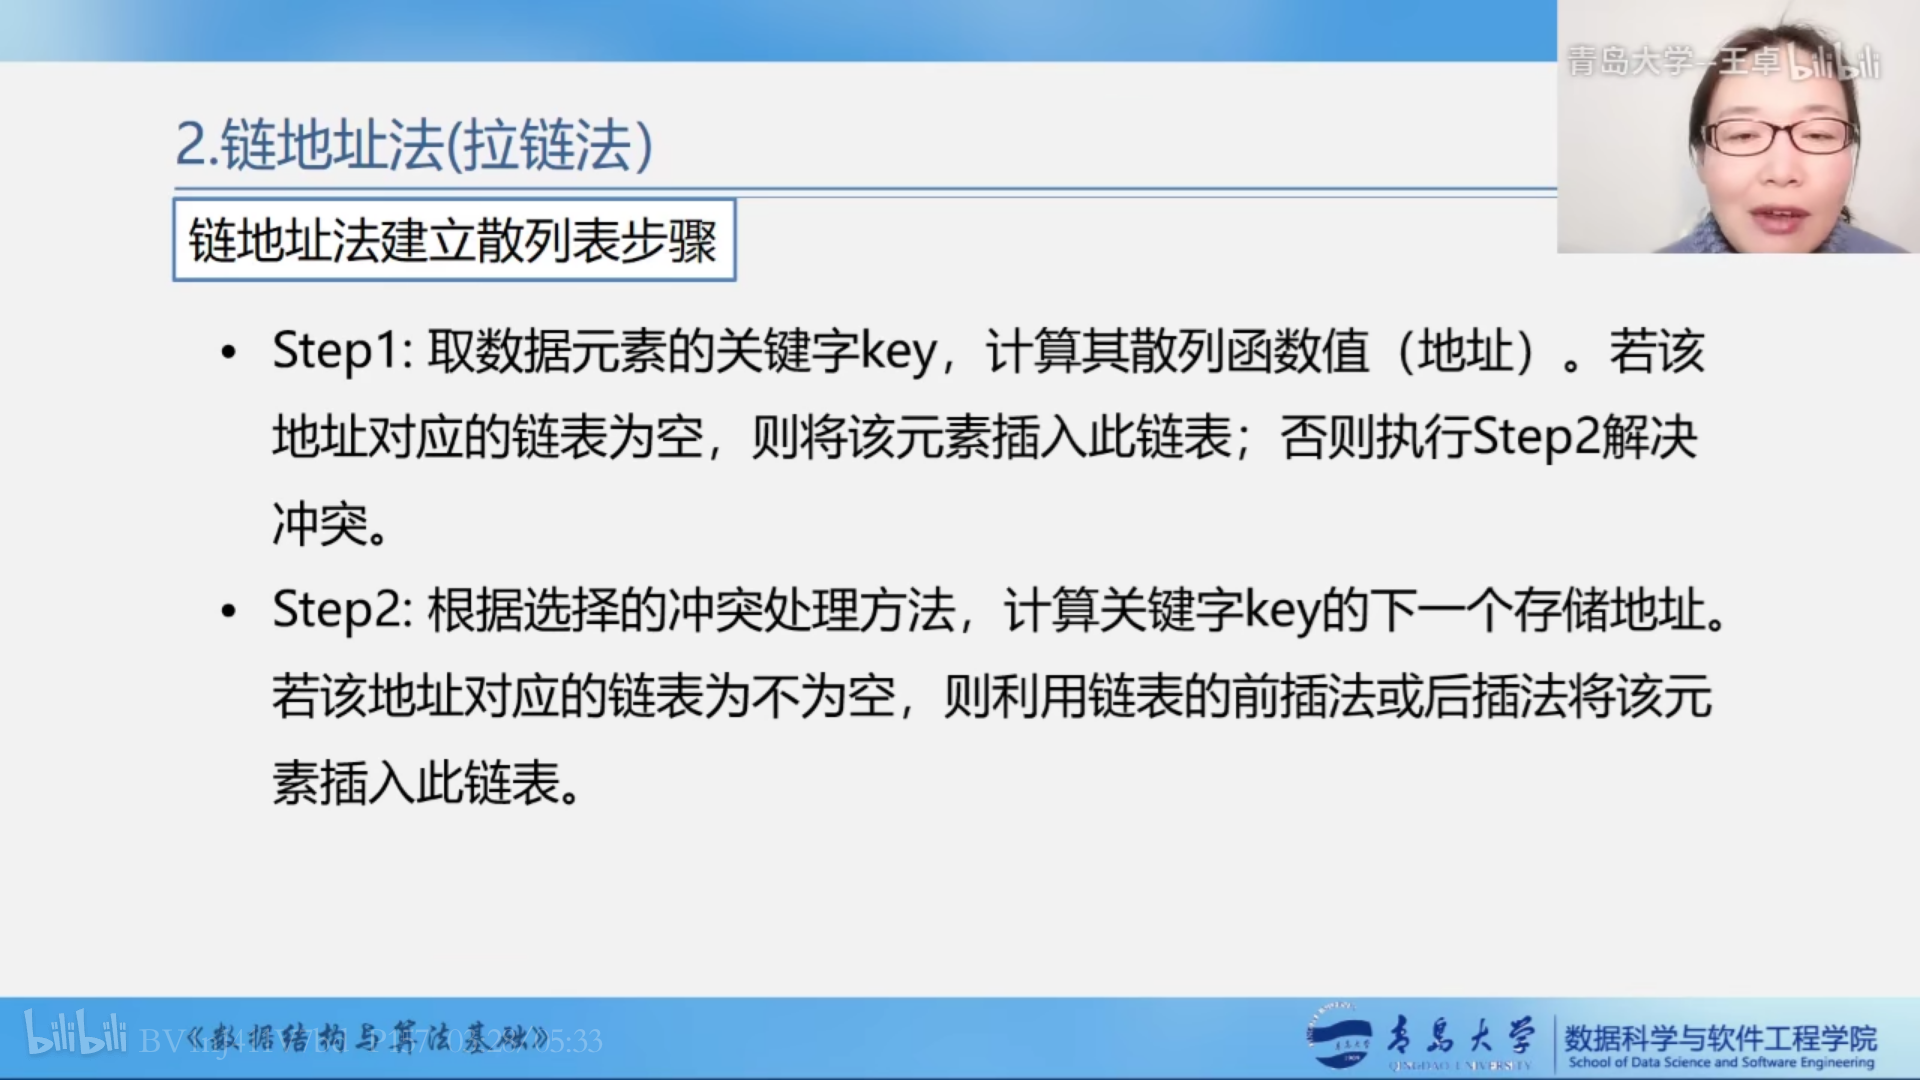 青岛大学--王卓 bilibili
2.链地址法(拉链法)
链地址法建立散列表步骤
• Step1: 取数据元素的关键字key，计算其散列函数值（地址）。若该
地址对应的链表为空，则将该元素插入此链表；否则执行Step2解决
冲突。
• Step2: 根据选择的冲突处理方法，计算关键字key的下一个存储地址。
若该地址对应的链表为不为空，则利用链表的前插法或后插法将该元
素插入此链表。
bilibili
《数据结构与算法基础》
05:33
青岛大学
QINGDAO UNIVERSITY
数据科学与软件工程学院
School of Data Science and Software Engineering